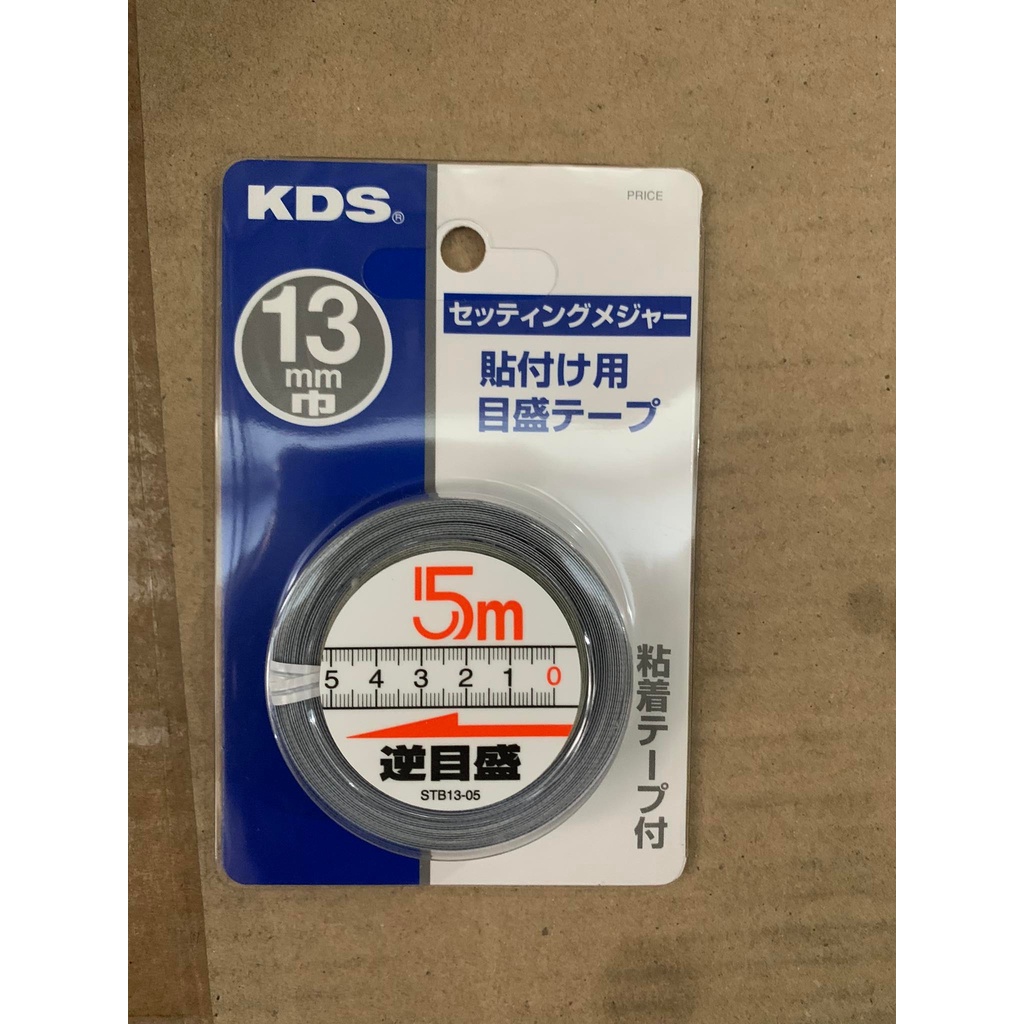 KDS®
PRICE
13
mm
巾
セッティングメジャー
貼付け用
目盛テープ
5m
5 4 3 2 1 0
逆目盛
STB13-05
粘着テープ付